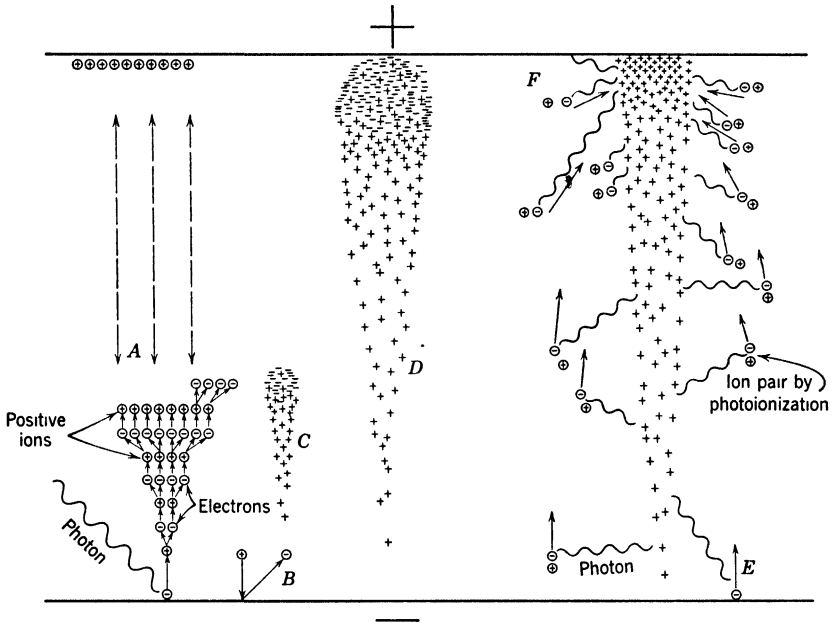 +
F
A
D
Ion pair by
photoionization
Positive
ions
C
Electrons
Photon
B
Photon
E
−